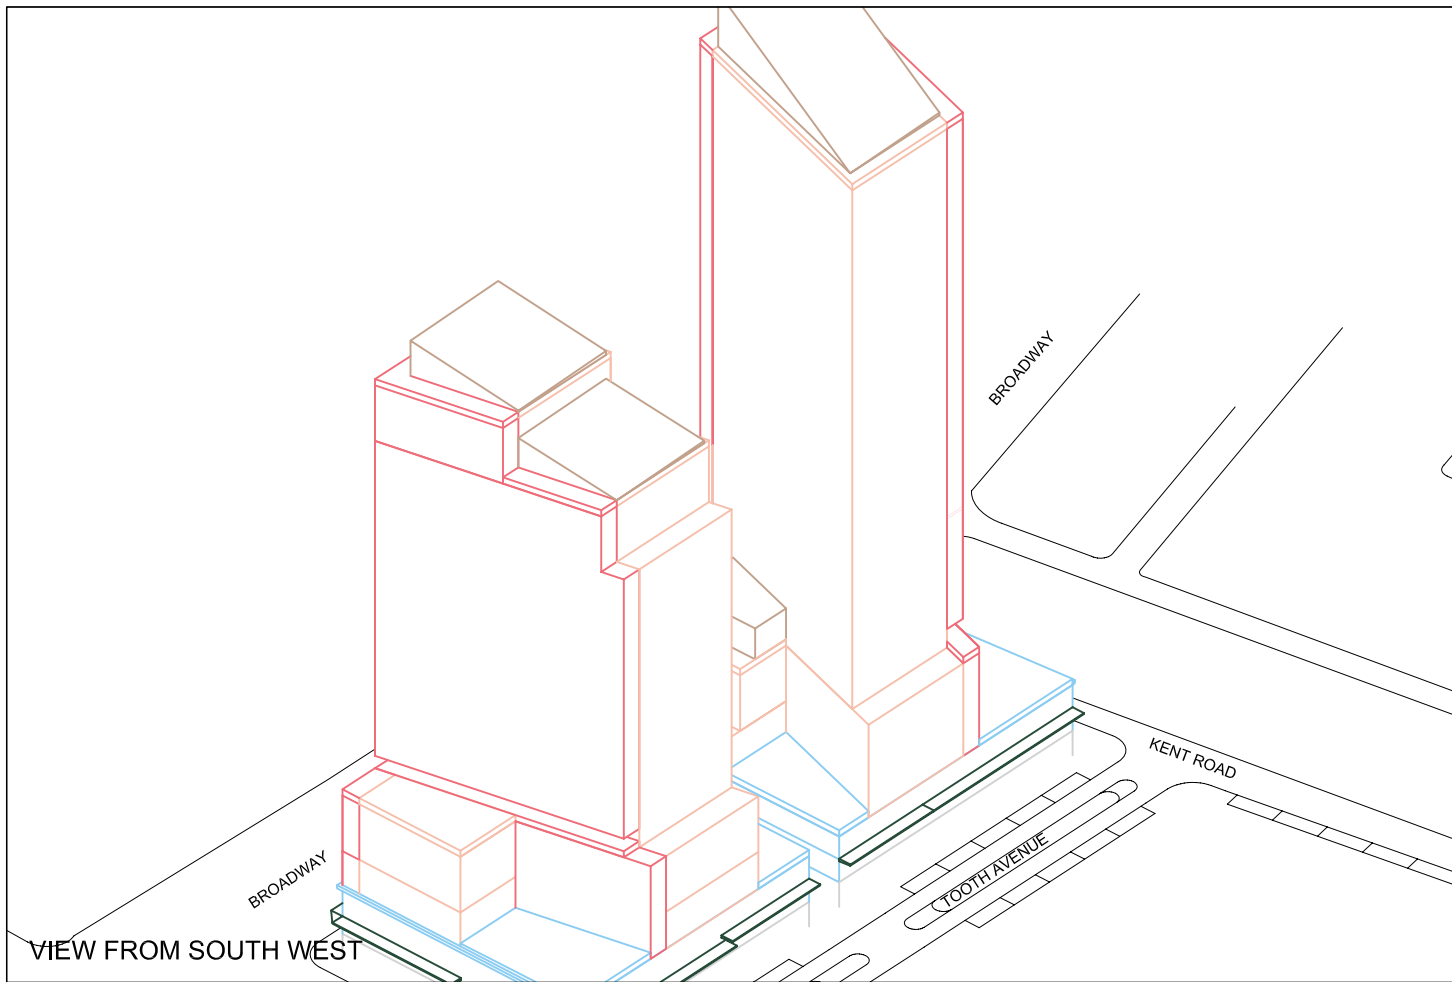 BROADWAY
KENT ROAD
TOOTH AVENUE
BROADWAY
VIEW FROM SOUTH WEST